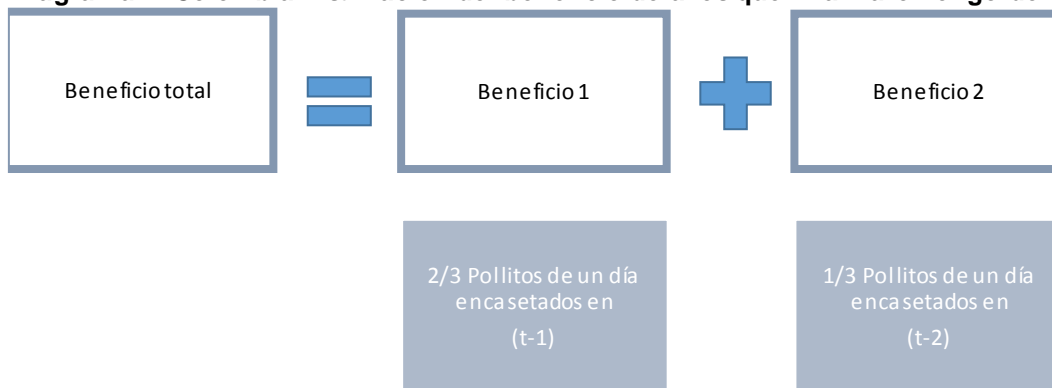 Beneficio total
Beneficio 1
Beneficio 2
2/3 Pollitos de un día
encasetados en
(t-1)
1/3 Pollitos de un día
encasetados en
(t-2)